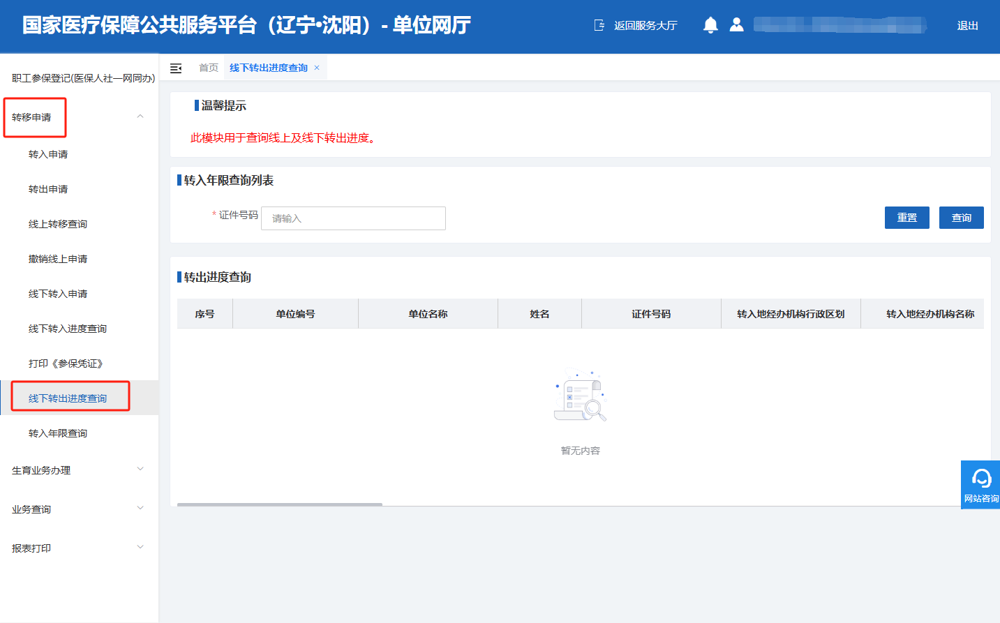 国家医疗保障公共服务平台（辽宁•沈阳）- 单位网厅
返回服务大厅
退出
职工参保登记(医保人社一网同办)
转移申请
转入申请
转出申请
线上转移查询
撤销线上申请
线下转入申请
线下转入进度查询
打印《参保凭证》
线下转出进度查询
转入年限查询
生育业务办理
业务查询
报表打印
首页 线下转出进度查询 ×
温馨提示
此模块用于查询线上及线下转出进度。
转入年限查询列表
* 证件号码 请输入 重置 查询
转出进度查询
序号 单位编号 单位名称 姓名 证件号码 转入地经办机构行政区划 转入地经办机构名称
暂无内容
网站咨询